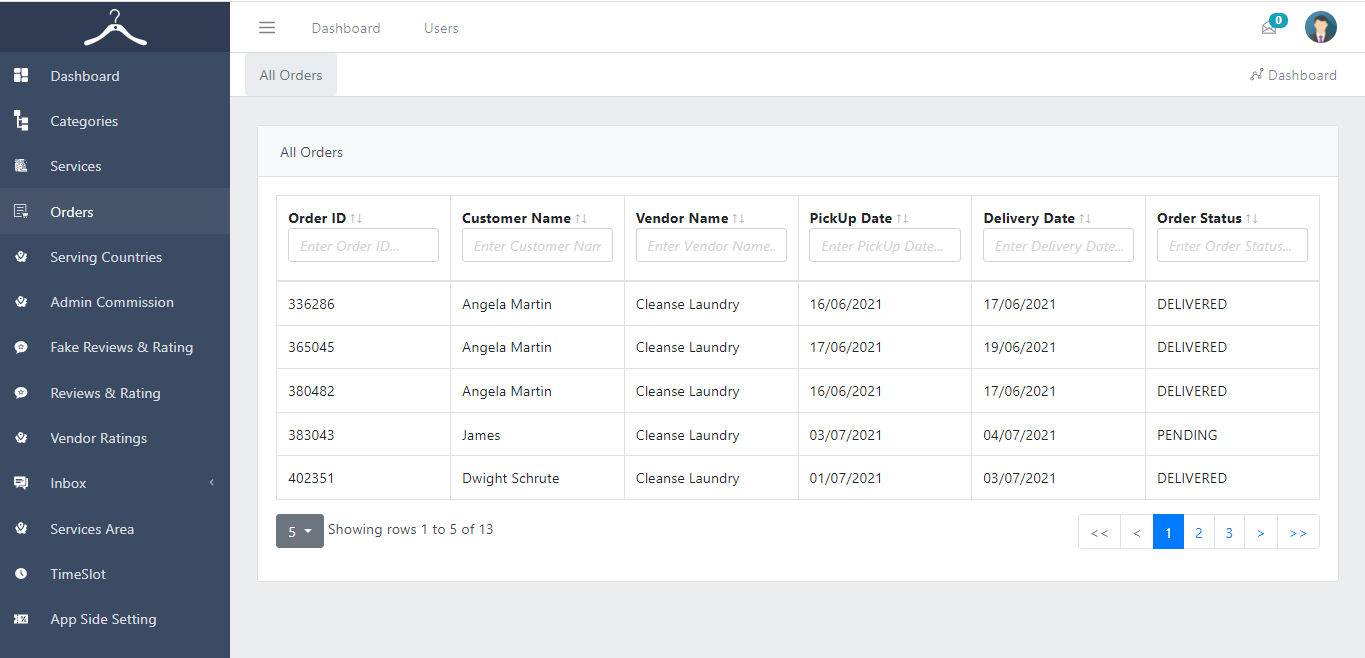 Dashboard Users 0
All Orders Dashboard
Dashboard
Categories
Services
Orders
Serving Countries
Admin Commission
Fake Reviews & Rating
Reviews & Rating
Vendor Ratings
Inbox
Services Area
TimeSlot
App Side Setting
All Orders
Order ID Customer Name Vendor Name PickUp Date Delivery Date Order Status
Enter Order ID... Enter Customer Nam Enter Vendor Name.. Enter PickUp Date... Enter Delivery Date... Enter Order Status...
336286 Angela Martin Cleanse Laundry 16/06/2021 17/06/2021 DELIVERED
365045 Angela Martin Cleanse Laundry 17/06/2021 19/06/2021 DELIVERED
380482 Angela Martin Cleanse Laundry 16/06/2021 17/06/2021 DELIVERED
383043 James Cleanse Laundry 03/07/2021 04/07/2021 PENDING
402351 Dwight Schrute Cleanse Laundry 01/07/2021 03/07/2021 DELIVERED
5 Showing rows 1 to 5 of 13 << < 1 2 3 > >>